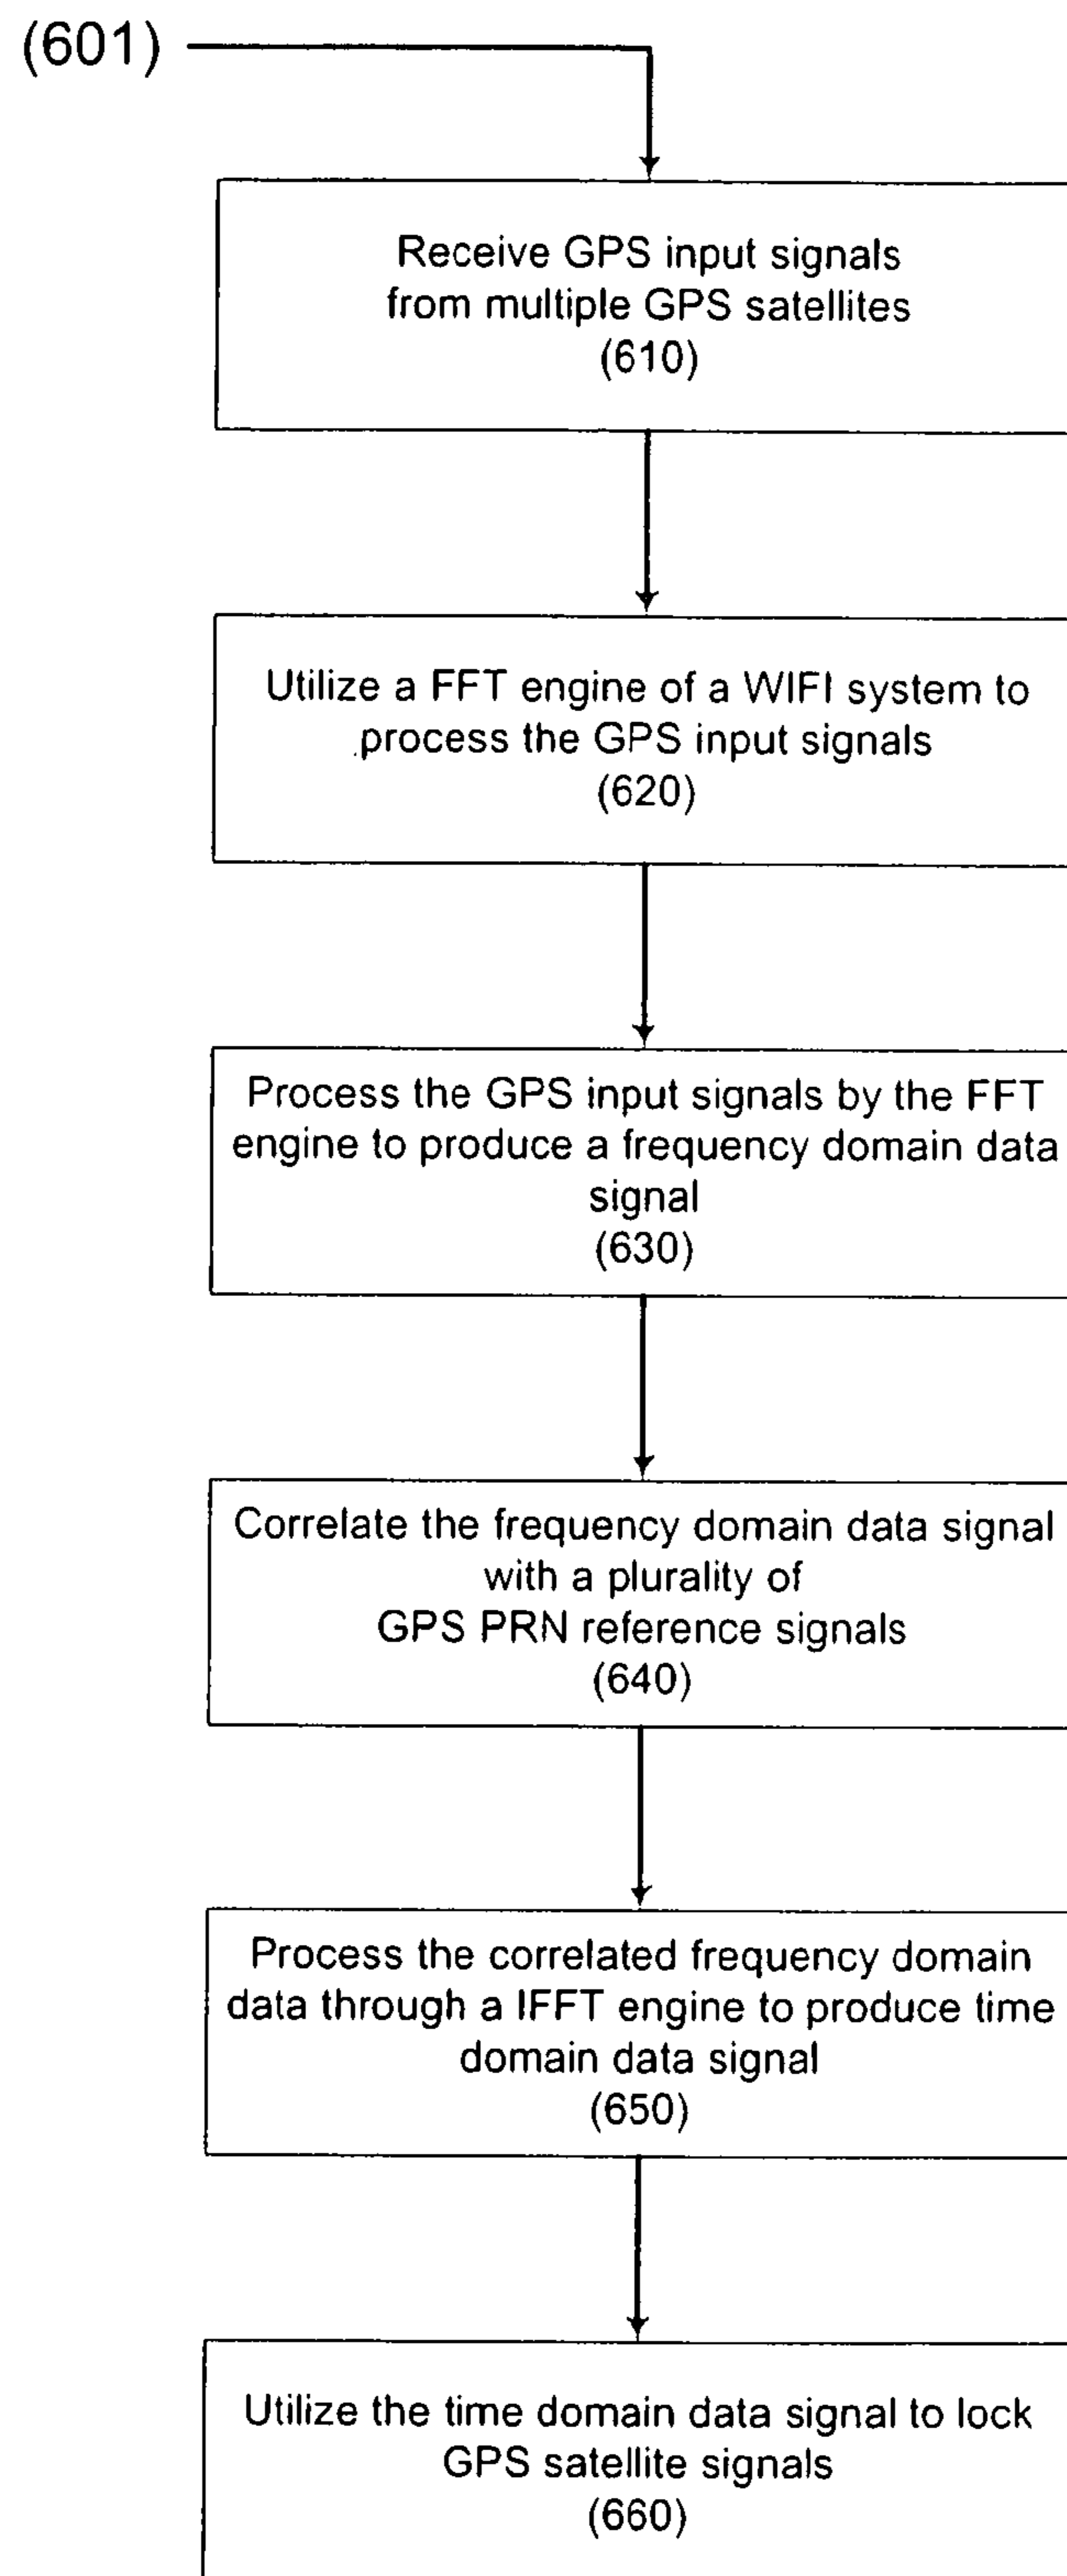 (601)
Receive GPS input signals
from multiple GPS satellites
(610)
Utilize a FFT engine of a WIFI system to
process the GPS input signals
(620)
Process the GPS input signals by the FFT
engine to produce a frequency domain data
signal
(630)
Correlate the frequency domain data signal
with a plurality of
GPS PRN reference signals
(640)
Process the correlated frequency domain
data through a IFFT engine to produce time
domain data signal
(650)
Utilize the time domain data signal to lock
GPS satellite signals
(660)